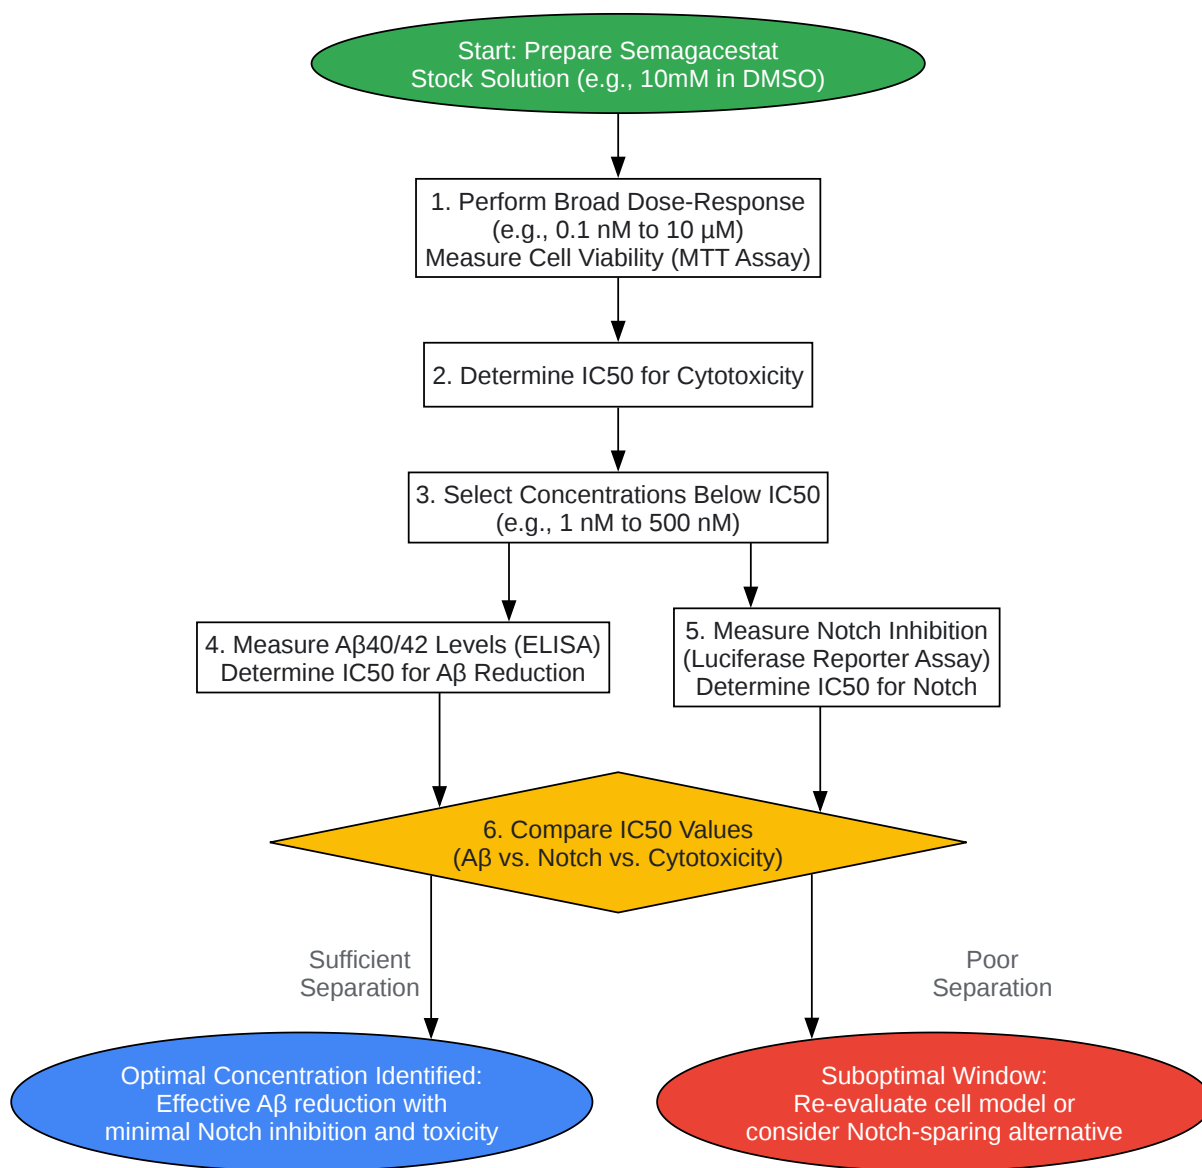 Start: Prepare Semagacestat
Stock Solution (e.g., 10mM in DMSO)
1. Perform Broad Dose-Response
(e.g., 0.1 nM to 10 µM)
Measure Cell Viability (MTT Assay)
2. Determine IC50 for Cytotoxicity
3. Select Concentrations Below IC50
(e.g., 1 nM to 500 nM)
4. Measure Aβ40/42 Levels (ELISA)
Determine IC50 for Aβ Reduction
5. Measure Notch Inhibition
(Luciferase Reporter Assay)
Determine IC50 for Notch
6. Compare IC50 Values
(Aβ vs. Notch vs. Cytotoxicity)
Sufficient
Separation
Poor
Separation
Optimal Concentration Identified:
Effective Aβ reduction with
minimal Notch inhibition and toxicity
Suboptimal Window:
Re-evaluate cell model or
consider Notch-sparing alternative